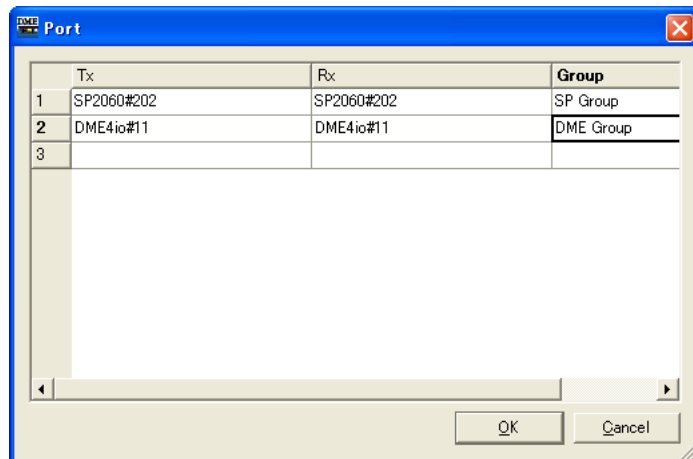 DME Port
Tx Rx Group
1 SP2060#202 SP2060#202 SP Group
2 DME4io#11 DME4io#11 DME Group
3
OK Cancel